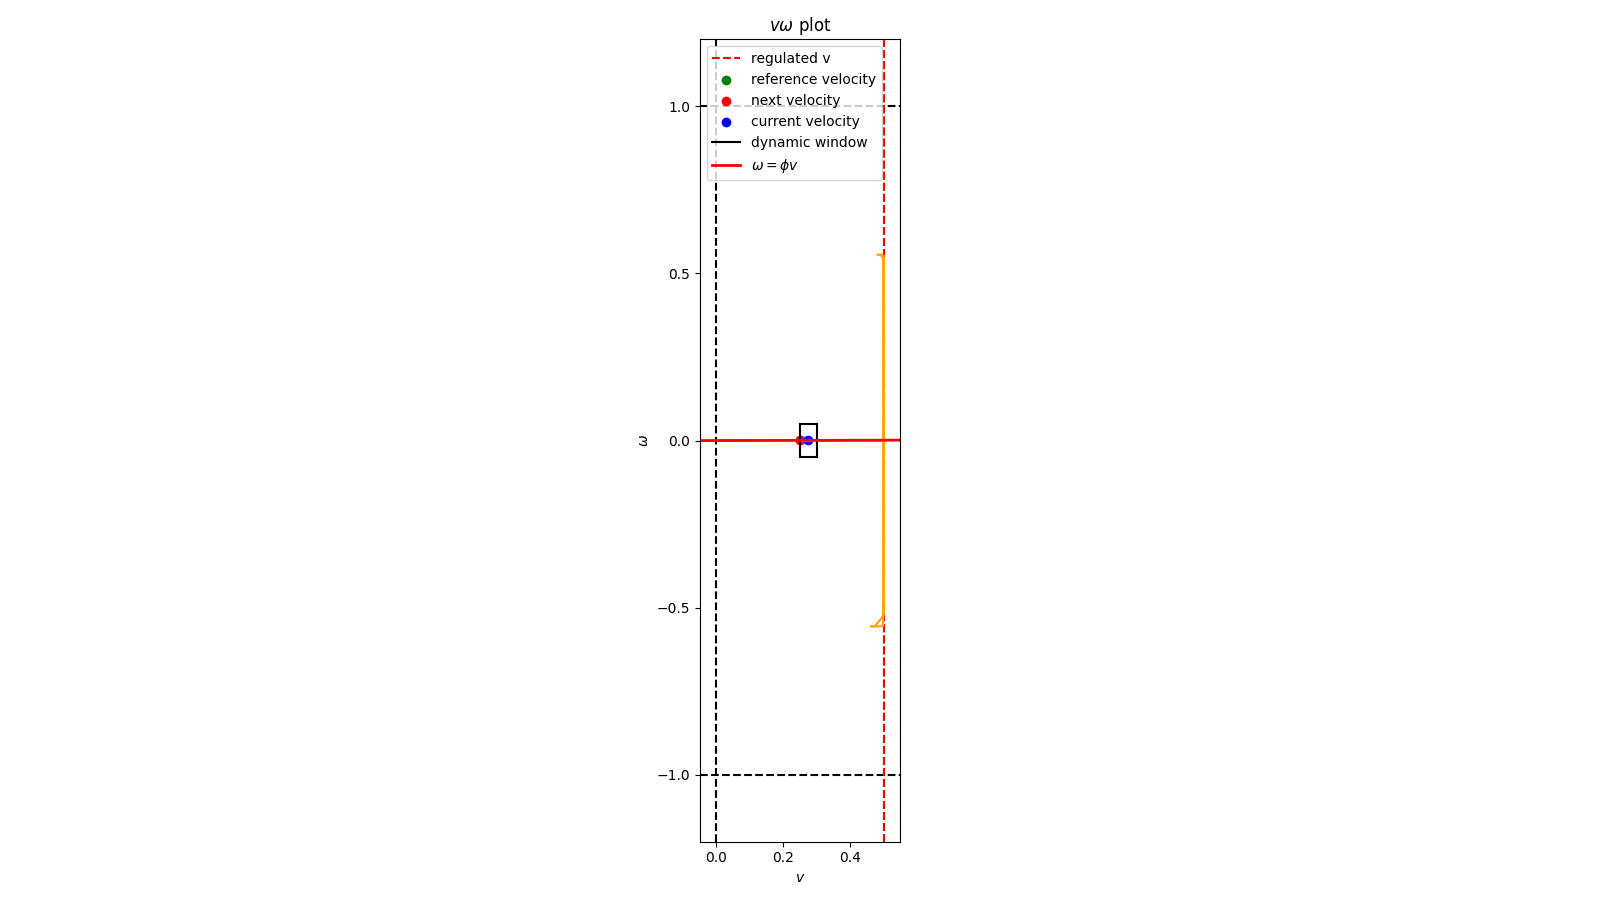 vω plot
regulated v
reference velocity
next velocity
current velocity
dynamic window
ω = ϕv
1.0
0.5
0.0
−0.5
−1.0
ω
0.0 0.2 0.4
v